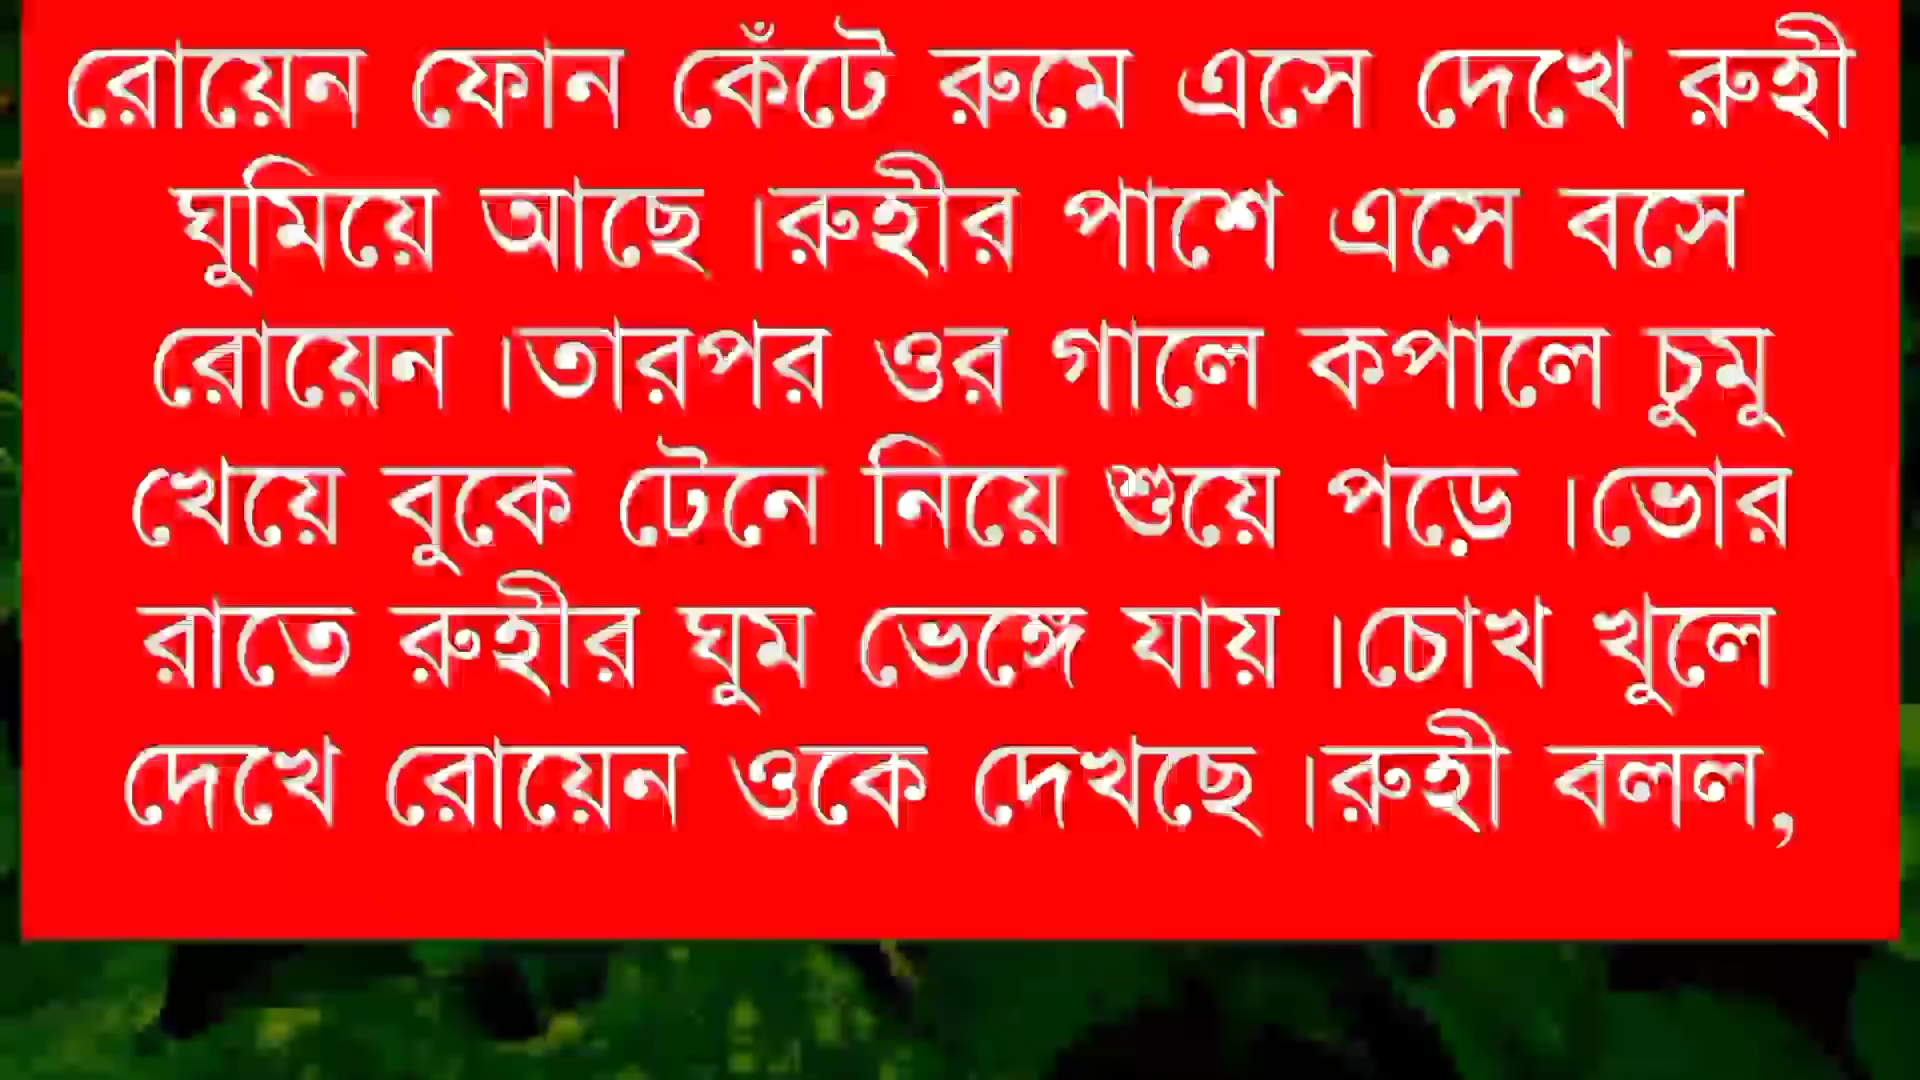 রোয়েন ফোন কেঁটে রুমে এসে দেখে রুহী
ঘুমিয়ে আছে ।রুহীর পাশে এসে বসে
রোয়েন ।তারপর ওর গালে কপালে চুমু
খেয়ে বুকে টেনে নিয়ে শুয়ে পড়ে ।ভোর
রাতে রুহীর ঘুম ভেঙ্গে যায় ।চোখ খুলে
দেখে রোয়েন ওকে দেখছে ।রুহী বলল,